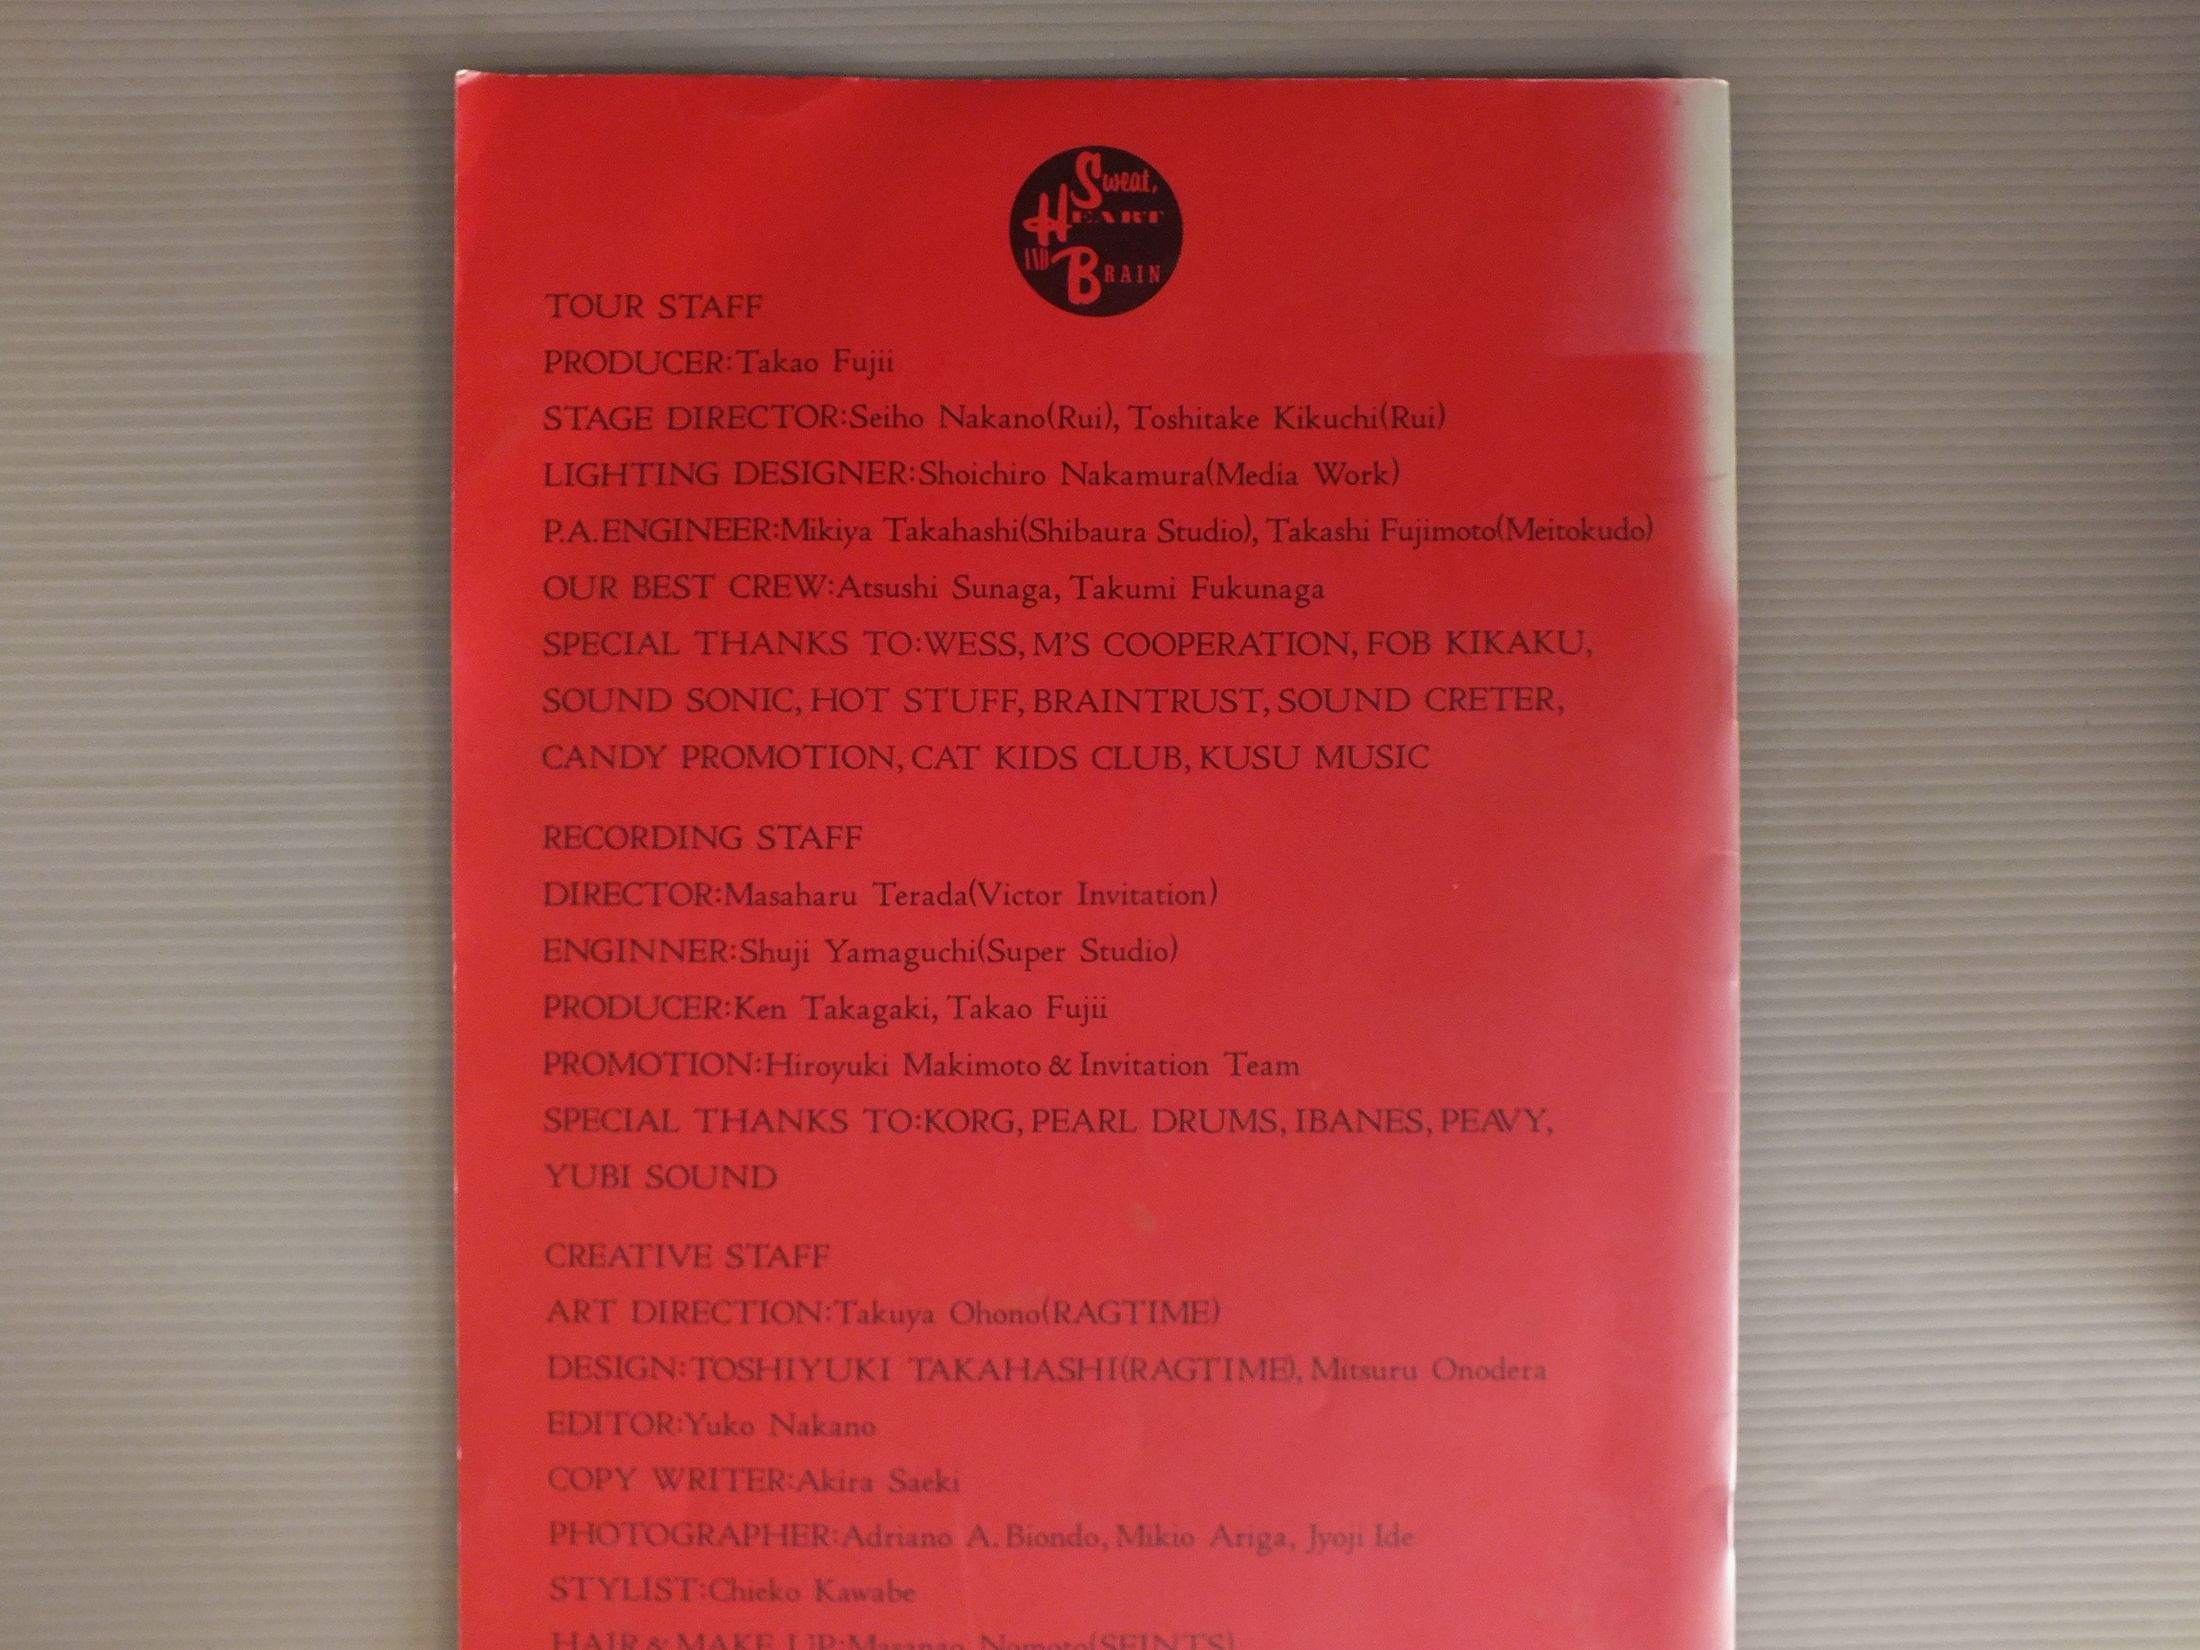 Sweat,
HEART
AND BRAIN
TOUR STAFF
PRODUCER:Takao Fujii
STAGE DIRECTOR:Seiho Nakano(Rui), Toshitake Kikuchi(Rui)
LIGHTING DESIGNER:Shoichiro Nakamura(Media Work)
P.A.ENGINEER:Mikiya Takahashi(Shibaura Studio), Takashi Fujimoto(Meitokudo)
OUR BEST CREW:Atsushi Sunaga, Takumi Fukunaga
SPECIAL THANKS TO:WESS, M'S COOPERATION, FOB KIKAKU,
SOUND SONIC, HOT STUFF, BRAINTRUST, SOUND CRETER,
CANDY PROMOTION, CAT KIDS CLUB, KUSU MUSIC
RECORDING STAFF
DIRECTOR:Masaharu Terada(Victor Invitation)
ENGINNER:Shuji Yamaguchi(Super Studio)
PRODUCER:Ken Takagaki, Takao Fujii
PROMOTION:Hiroyuki Makimoto & Invitation Team
SPECIAL THANKS TO:KORG, PEARL DRUMS, IBANES, PEAVY,
YUBI SOUND
CREATIVE STAFF
ART DIRECTION:Takuya Ohono(RAGTIME)
DESIGN:TOSHIYUKI TAKAHASHI(RAGTIME), Mitsuru Onodera
EDITOR:Yuko Nakano
COPY WRITER:Akira Saeki
PHOTOGRAPHER:Adriano A. Biondo, Mikio Ariga, Jyoji Ide
STYLIST:Chieko Kawabe
HAIR & MAKE UP:Masanao Nomoto(SEINTS)